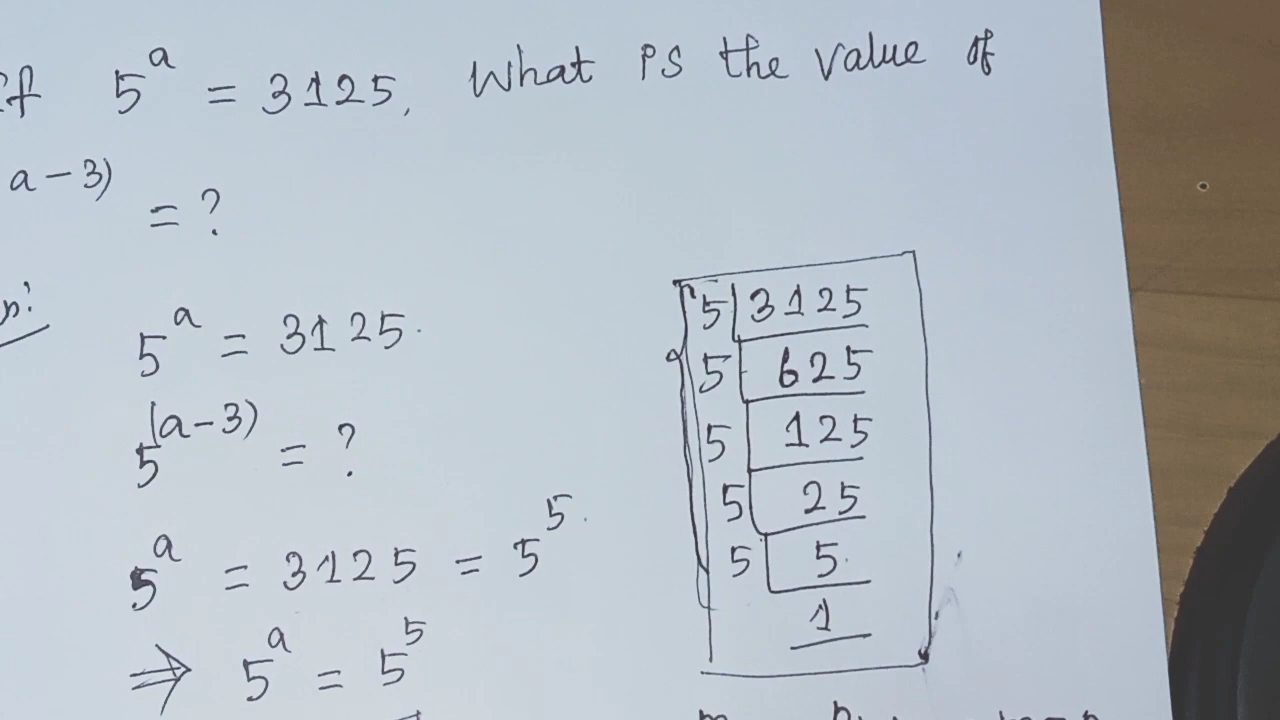 If 5^a = 3125, What is the value of
(a-3) = ?
n:
5^a = 3125.
5^(a-3) = ?
5^a = 3125 = 5^5.
⇒ 5^a = 5^5
5 | 3125
5 | 625
5 | 125
5 | 25
5 | 5
1